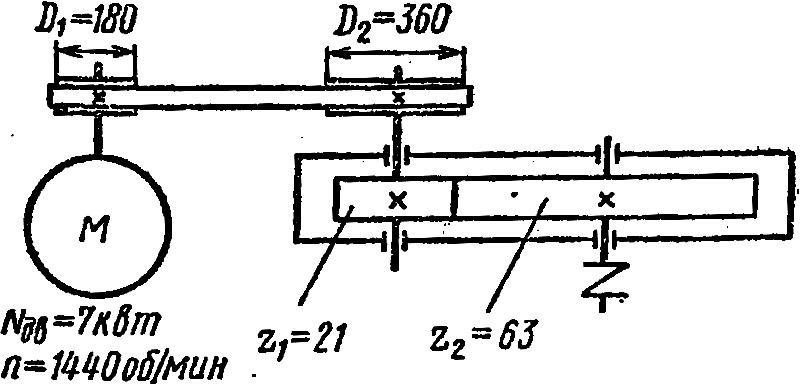 D₁=180
D₂=360
M
z₁=21
z₂=63
Nдв=7квт
n=1440об/мин